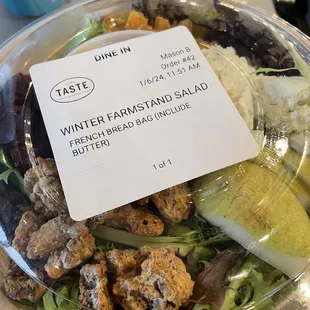 DINE IN
Mason B
Order #42
1/6/24, 11:51 AM
TASTE
WINTER FARMSTAND SALAD
FRENCH BREAD BAG (INCLUDE
BUTTER)
1 of 1